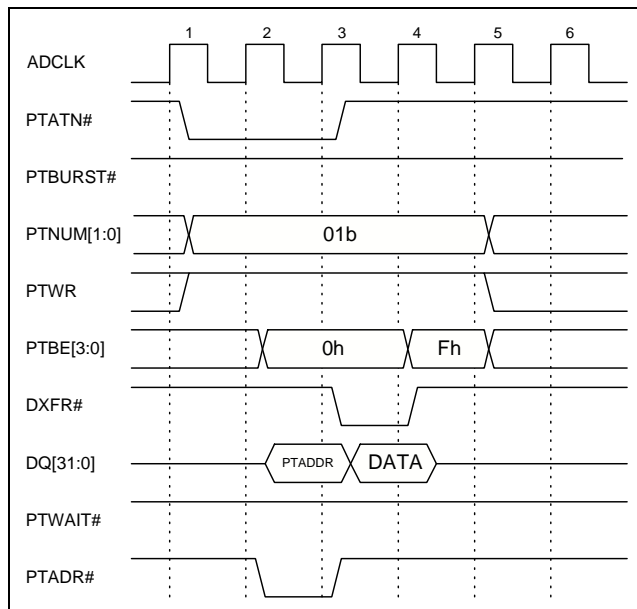 1 2 3 4 5 6
ADCLK
PTATN#
PTBURST#
PTNUM[1:0] 01b
PTWR
PTBE[3:0] 0h Fh
DXFR#
DQ[31:0] PTADDR DATA
PTWAIT#
PTADR#